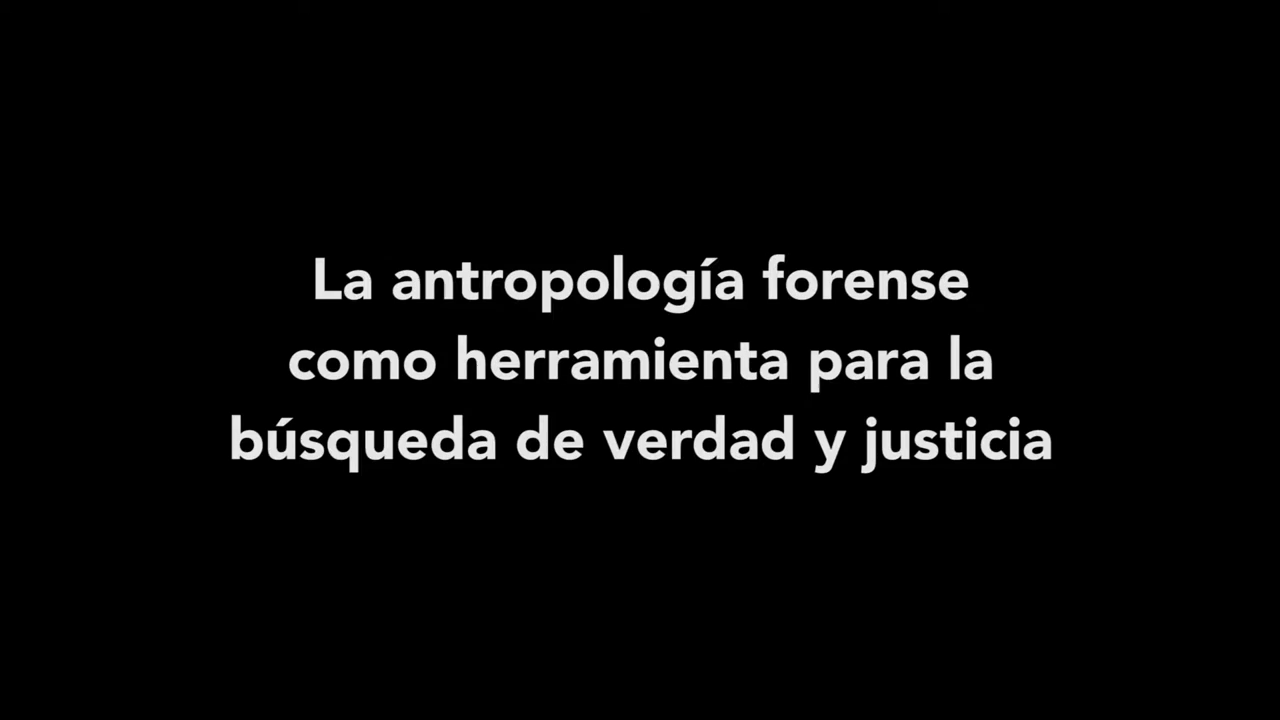 La antropología forense
como herramienta para la
búsqueda de verdad y justicia